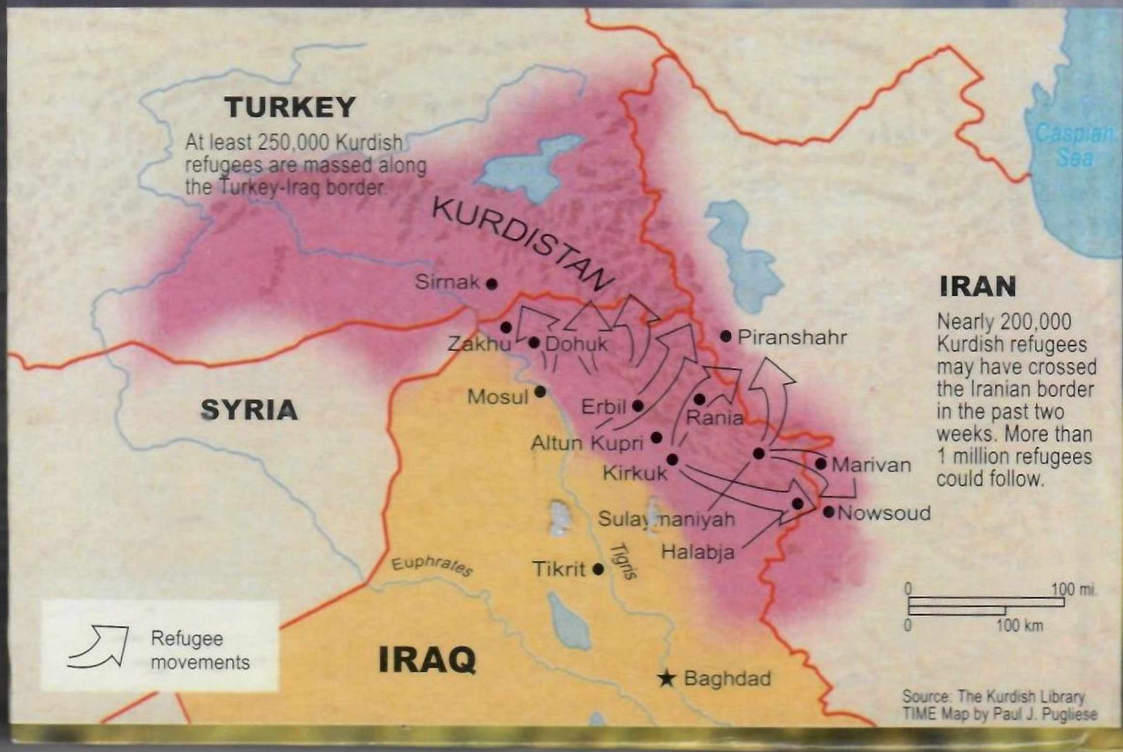 TURKEY
At least 250,000 Kurdish
refugees are massed along
the Turkey-Iraq border.
Caspian
Sea
KURDISTAN
Sirnak
IRAN
Nearly 200,000
Kurdish refugees
may have crossed
the Iranian border
in the past two
weeks. More than
1 million refugees
could follow.
Zakhu
Dohuk
Piranshahr
SYRIA
Mosul
Erbil
Rania
Altun Kupri
Kirkuk
Marivan
Sulaymaniyah
Nowsoud
Halabja
Euphrates
Tikrit
Tigris
0 100 mi.
0 100 km
Refugee
movements
IRAQ
Baghdad
Source: The Kurdish Library
TIME Map by Paul J. Pugliese